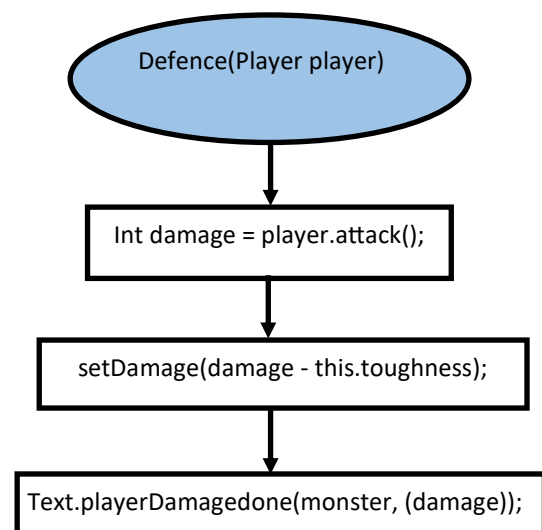 Defence(Player player)
Int damage = player.attack();
setDamage(damage - this.toughness);
Text.playerDamagedone(monster, (damage));